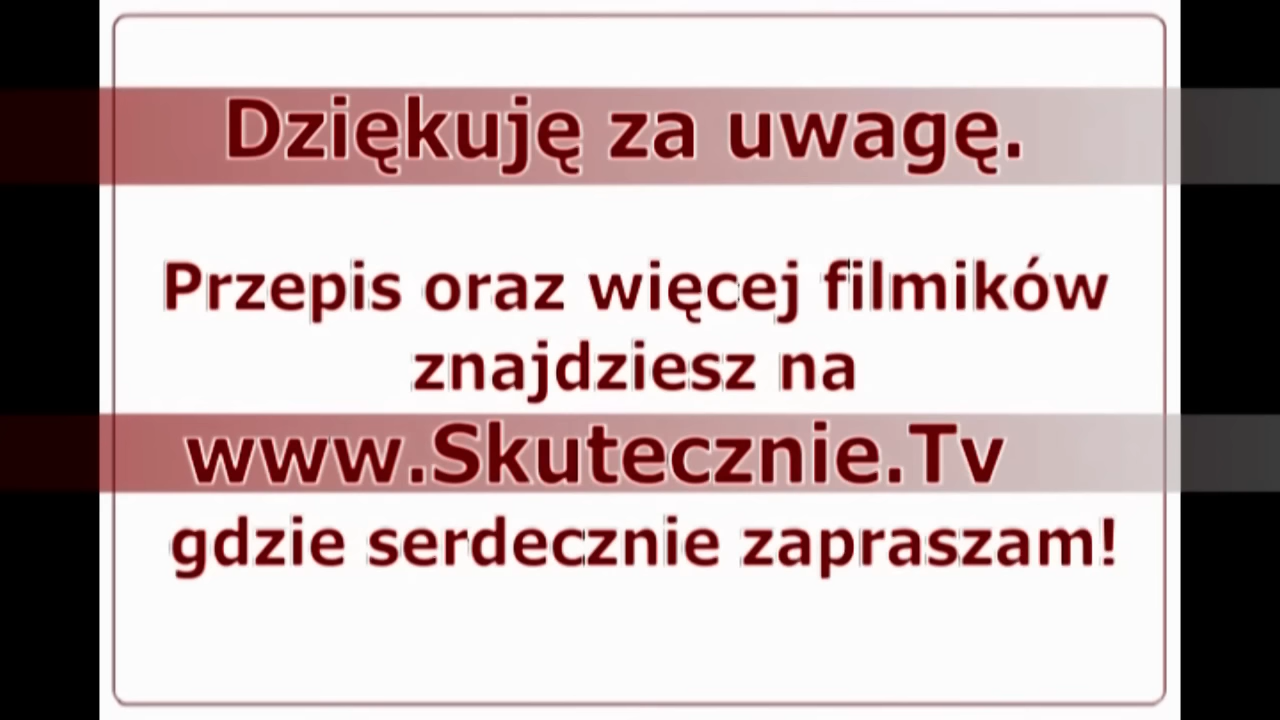 Dziękuję za uwagę.
Przepis oraz więcej filmików
znajdziesz na
www.Skutecznie.Tv
gdzie serdecznie zapraszam!